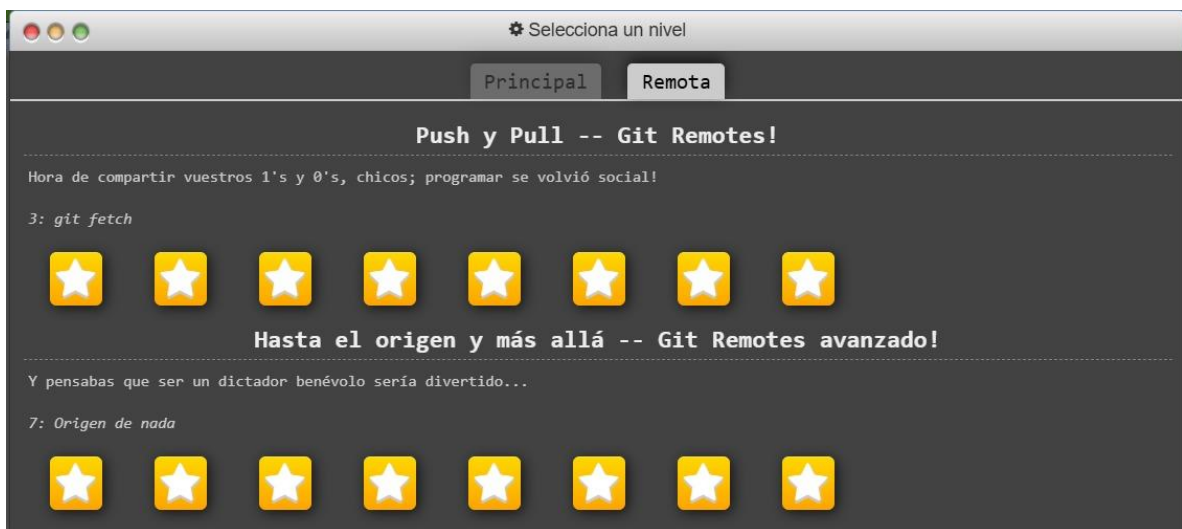 Selecciona un nivel
Principal Remota
Push y Pull -- Git Remotes!
Hora de compartir vuestros 1's y 0's, chicos; programar se volvió social!
3: git fetch
Hasta el origen y más allá -- Git Remotes avanzado!
Y pensabas que ser un dictador benévolo sería divertido...
7: Origen de nada